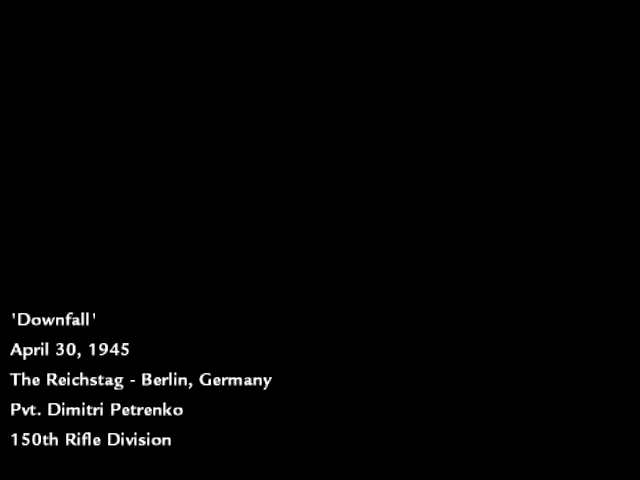 'Downfall'
April 30, 1945
The Reichstag - Berlin, Germany
Pvt. Dimitri Petrenko
150th Rifle Division